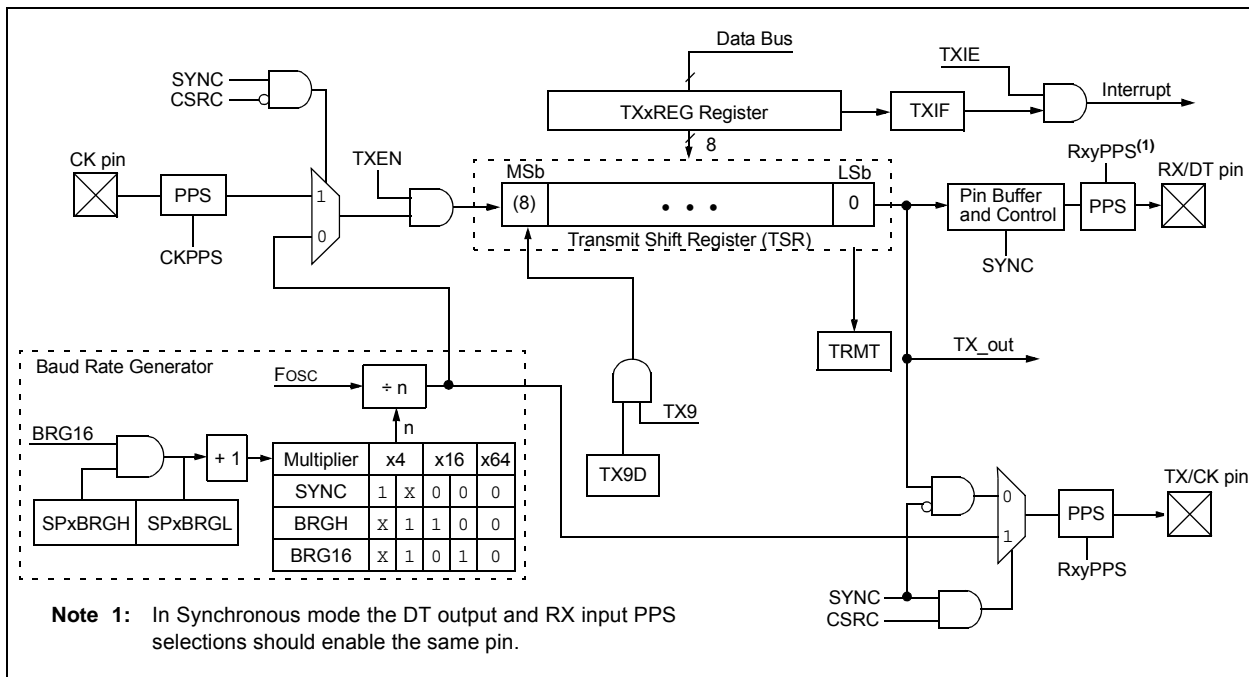 Data Bus
TXIE
SYNC
CSRC
Interrupt
TXxREG Register
TXIF
8
CK pin
TXEN
MSb
LSb
RxyPPS(1)
RX/DT pin
PPS
1
(8)
• • •
0
Pin Buffer
and Control
PPS
0
Transmit Shift Register (TSR)
CKPPS
SYNC
TRMT
TX_out
Baud Rate Generator
FOSC
÷ n
TX9
n
BRG16
+ 1
Multiplier x4 x16 x64
TX9D
SYNC 1 X 0 0 0
TX/CK pin
0
PPS
SPxBRGH SPxBRGL
BRGH X 1 1 0 0
1
BRG16 X 1 0 1 0
RxyPPS
SYNC
CSRC
Note 1: In Synchronous mode the DT output and RX input PPS
selections should enable the same pin.